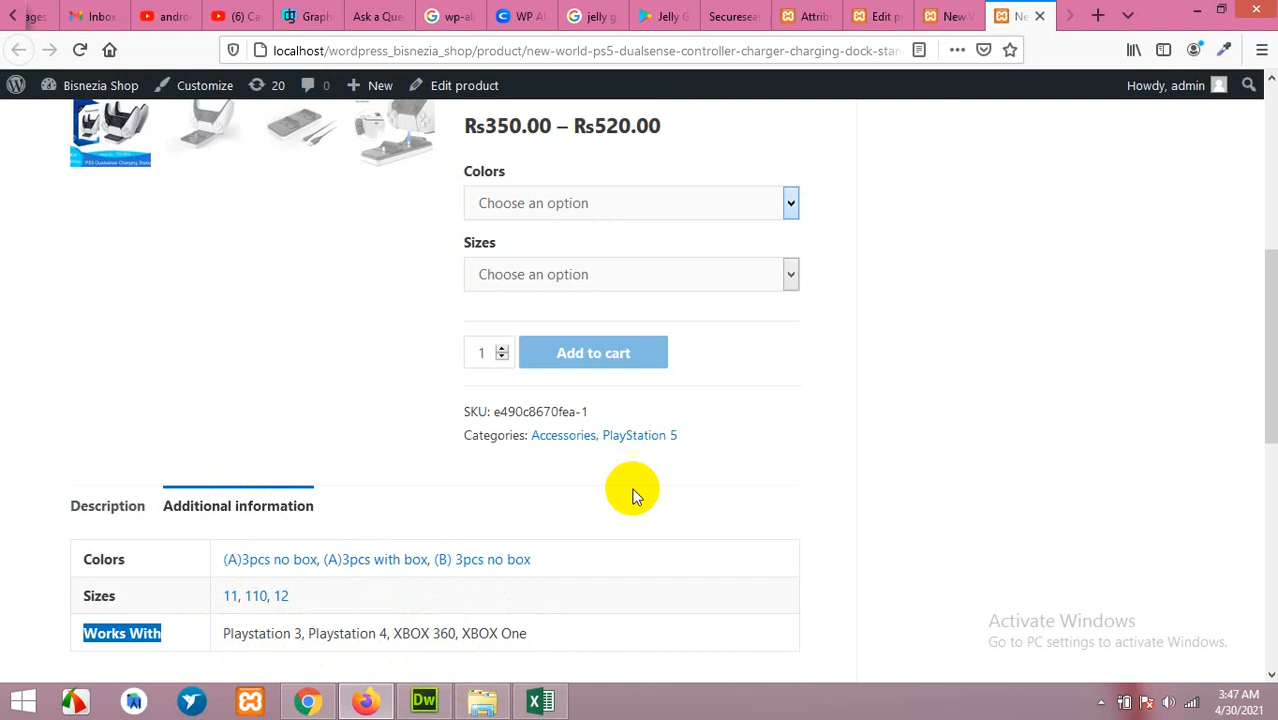 ages
Inbox
andro
(6) Ca
Graph
Ask a Que
wp-all
WP Al
jelly g
Jelly G
Securesea
Attrib
Edit p
New V
Ne
localhost/wordpress_bisnezia_shop/product/new-world-ps5-dualsense-controller-charger-charging-dock-stan
Bisnezia Shop
Customize
20
0
New
Edit product
Howdy, admin
₨350.00 – ₨520.00
Colors
Choose an option
Sizes
Choose an option
1
Add to cart
SKU: e490c8670fea-1
Categories: Accessories, PlayStation 5
Description
Additional information
Colors
(A)3pcs no box, (A)3pcs with box, (B) 3pcs no box
Sizes
11, 110, 12
Works With
Playstation 3, Playstation 4, XBOX 360, XBOX One
Activate Windows
Go to PC settings to activate Windows.
Dw
3:47 AM
4/30/2021